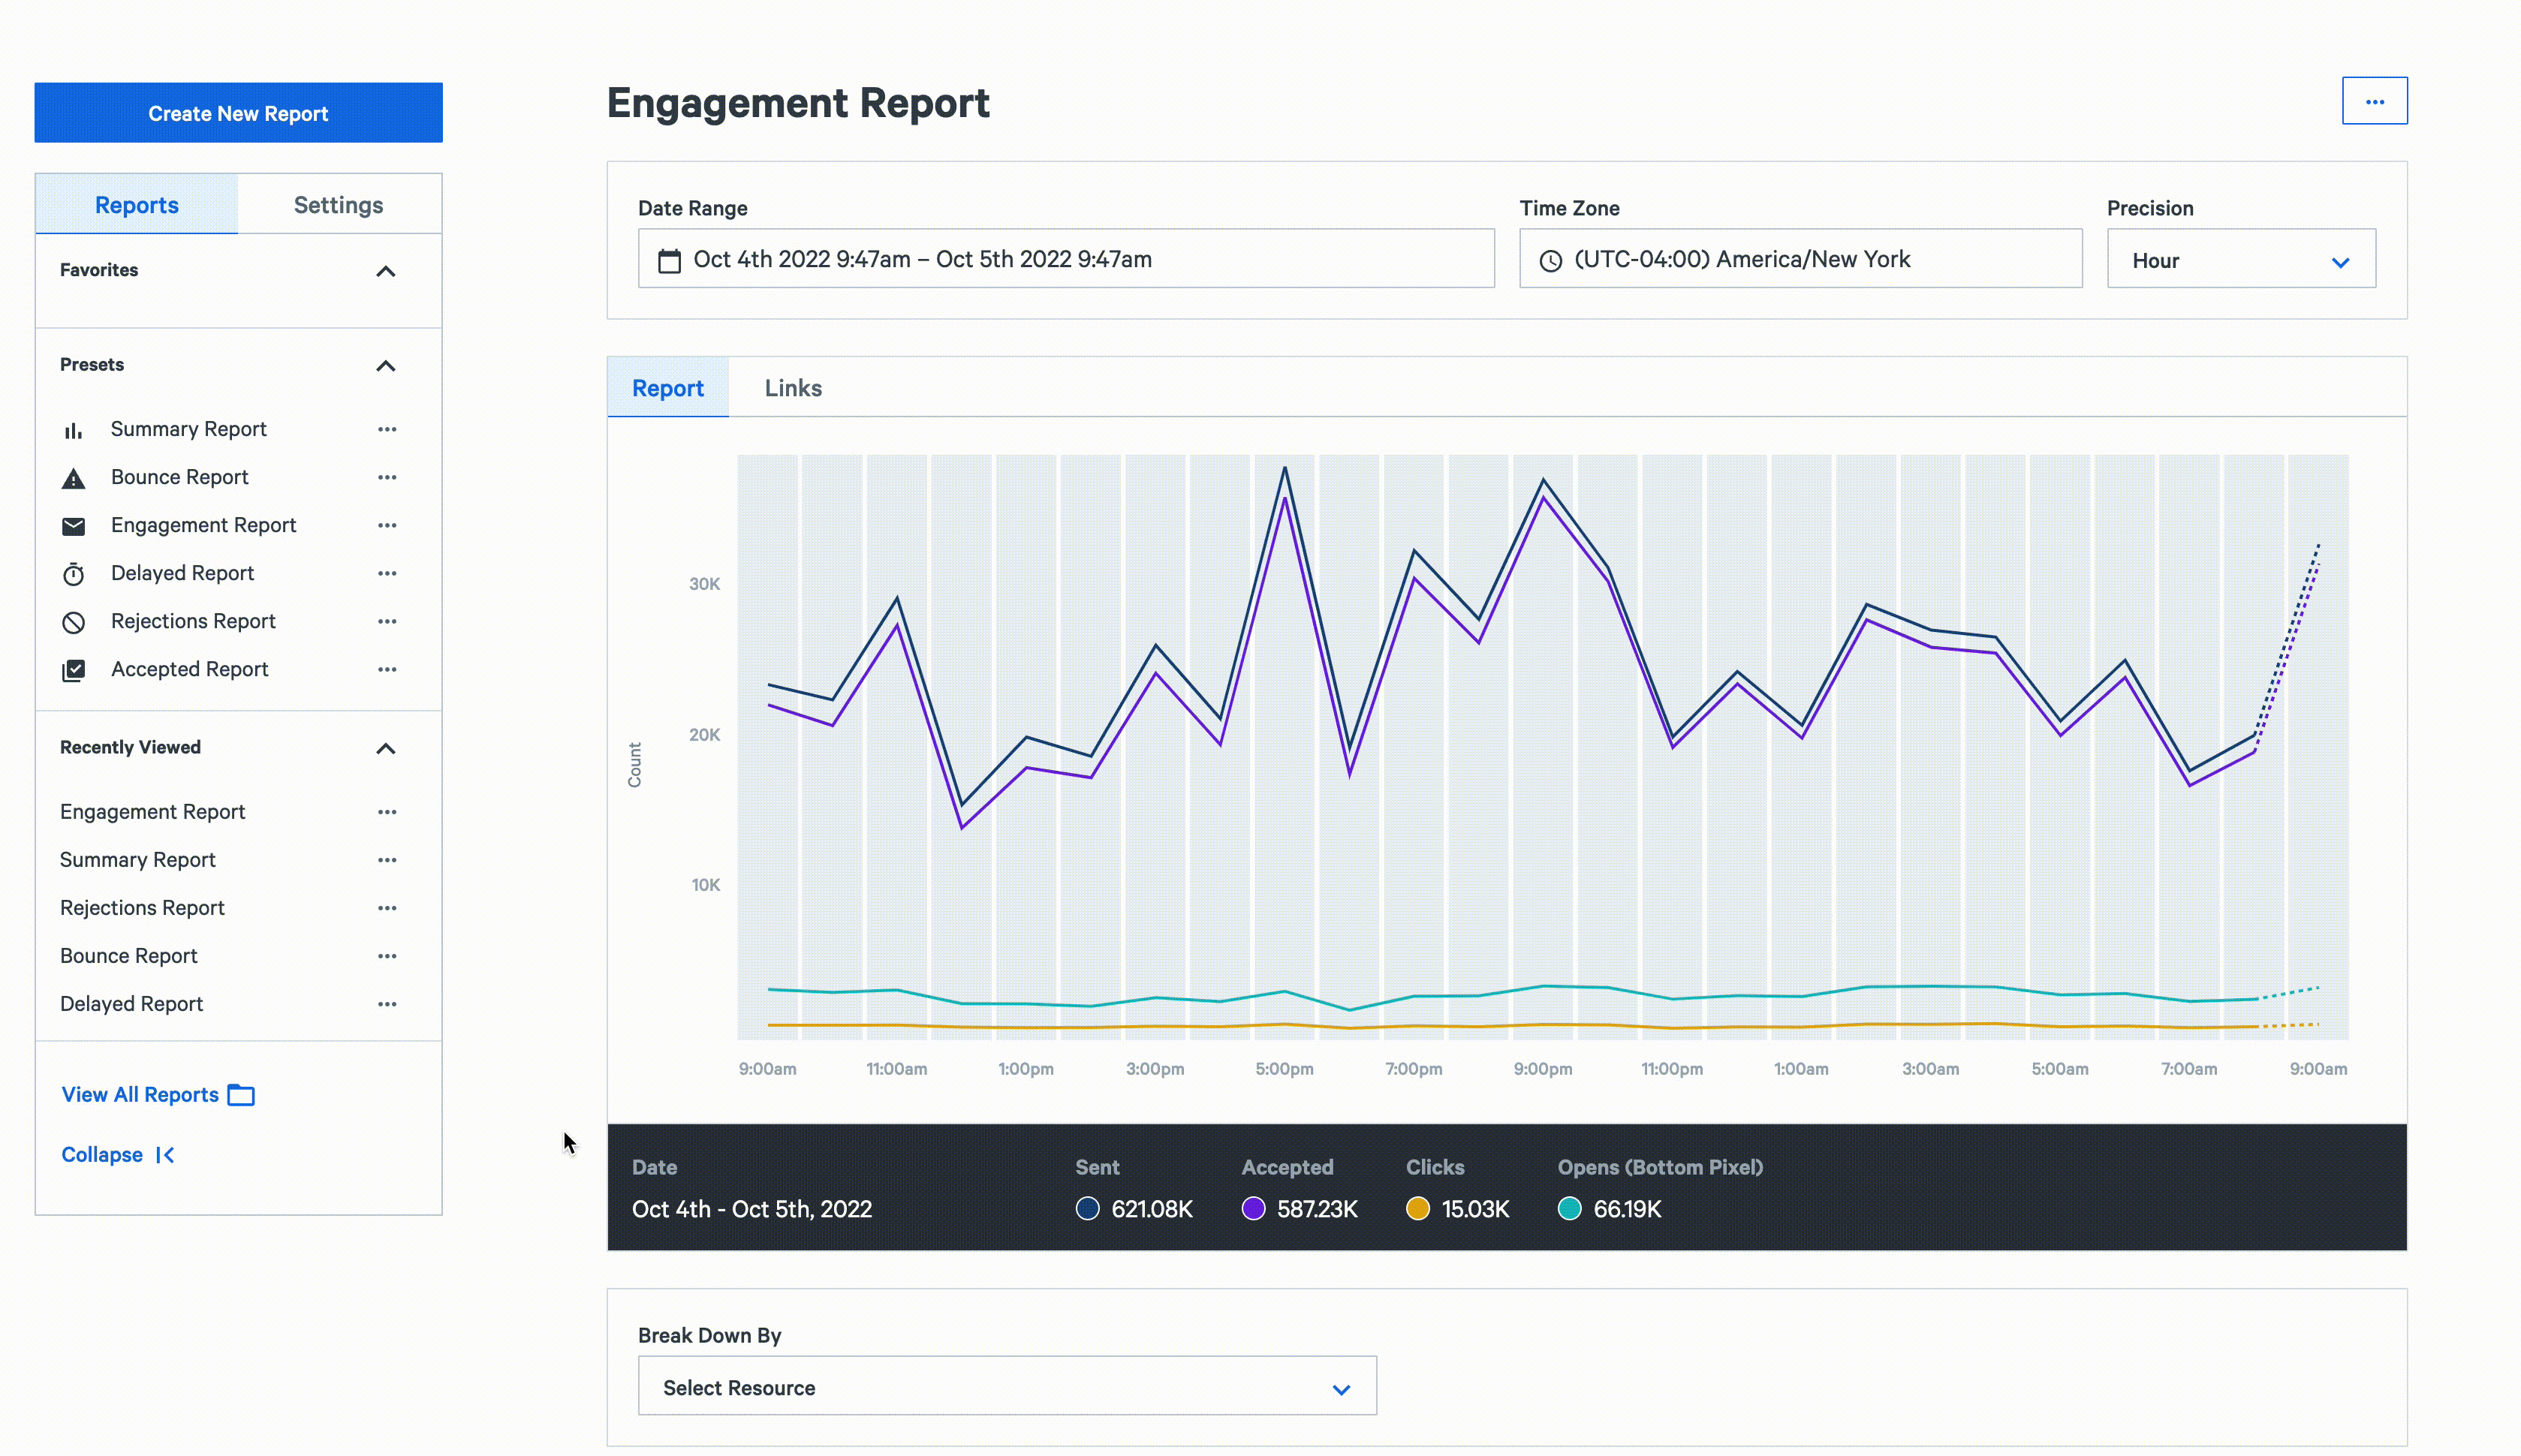 Create New Report
Reports
Settings
Favorites
Presets
Summary Report
Bounce Report
Engagement Report
Delayed Report
Rejections Report
Accepted Report
Recently Viewed
Engagement Report
Summary Report
Rejections Report
Bounce Report
Delayed Report
View All Reports
Collapse
Engagement Report
Date Range
Oct 4th 2022 9:47am – Oct 5th 2022 9:47am
Time Zone
(UTC-04:00) America/New York
Precision
Hour
Report
Links
Count
30K
20K
10K
9:00am 11:00am 1:00pm 3:00pm 5:00pm 7:00pm 9:00pm 11:00pm 1:00am 3:00am 5:00am 7:00am 9:00am
Date Sent Accepted Clicks Opens (Bottom Pixel)
Oct 4th - Oct 5th, 2022 621.08K 587.23K 15.03K 66.19K
Break Down By
Select Resource